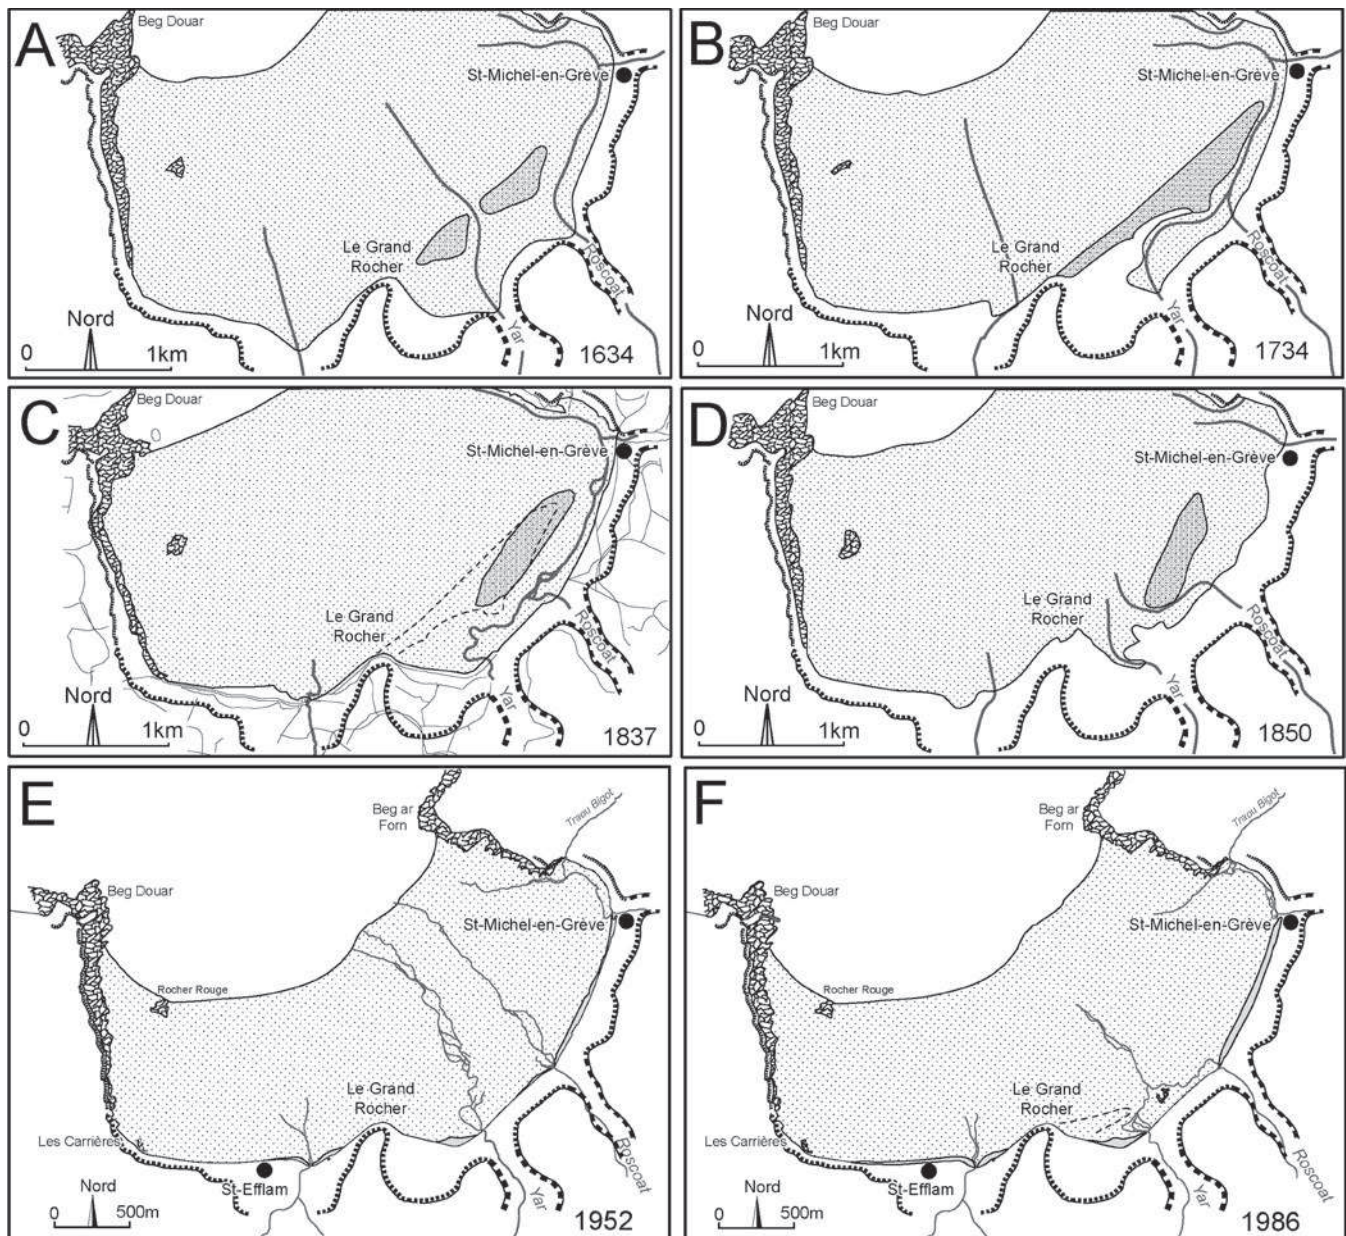 A
Beg Douar
St-Michel-en-Grève
Le Grand
Rocher
Roscoat
Yar
Nord
0 1km
1634
B
Beg Douar
St-Michel-en-Grève
Le Grand
Rocher
Roscoat
Yar
Nord
0 1km
1734
C
Beg Douar
St-Michel-en-Grève
Le Grand
Rocher
Roscoat
Yar
Nord
0 1km
1837
D
Beg Douar
St-Michel-en-Grève
Le Grand
Rocher
Roscoat
Yar
Nord
0 1km
1850
E
Beg ar
Forn
Traou Bigot
Beg Douar
St-Michel-en-Grève
Rocher Rouge
Le Grand
Rocher
Les Carrières
St-Efflam
Roscoat
Yar
Nord
0 500m
1952
F
Beg ar
Forn
Traou Bigot
Beg Douar
St-Michel-en-Grève
Rocher Rouge
Le Grand
Rocher
Les Carrières
St-Efflam
Roscoat
Yar
Nord
0 500m
1986